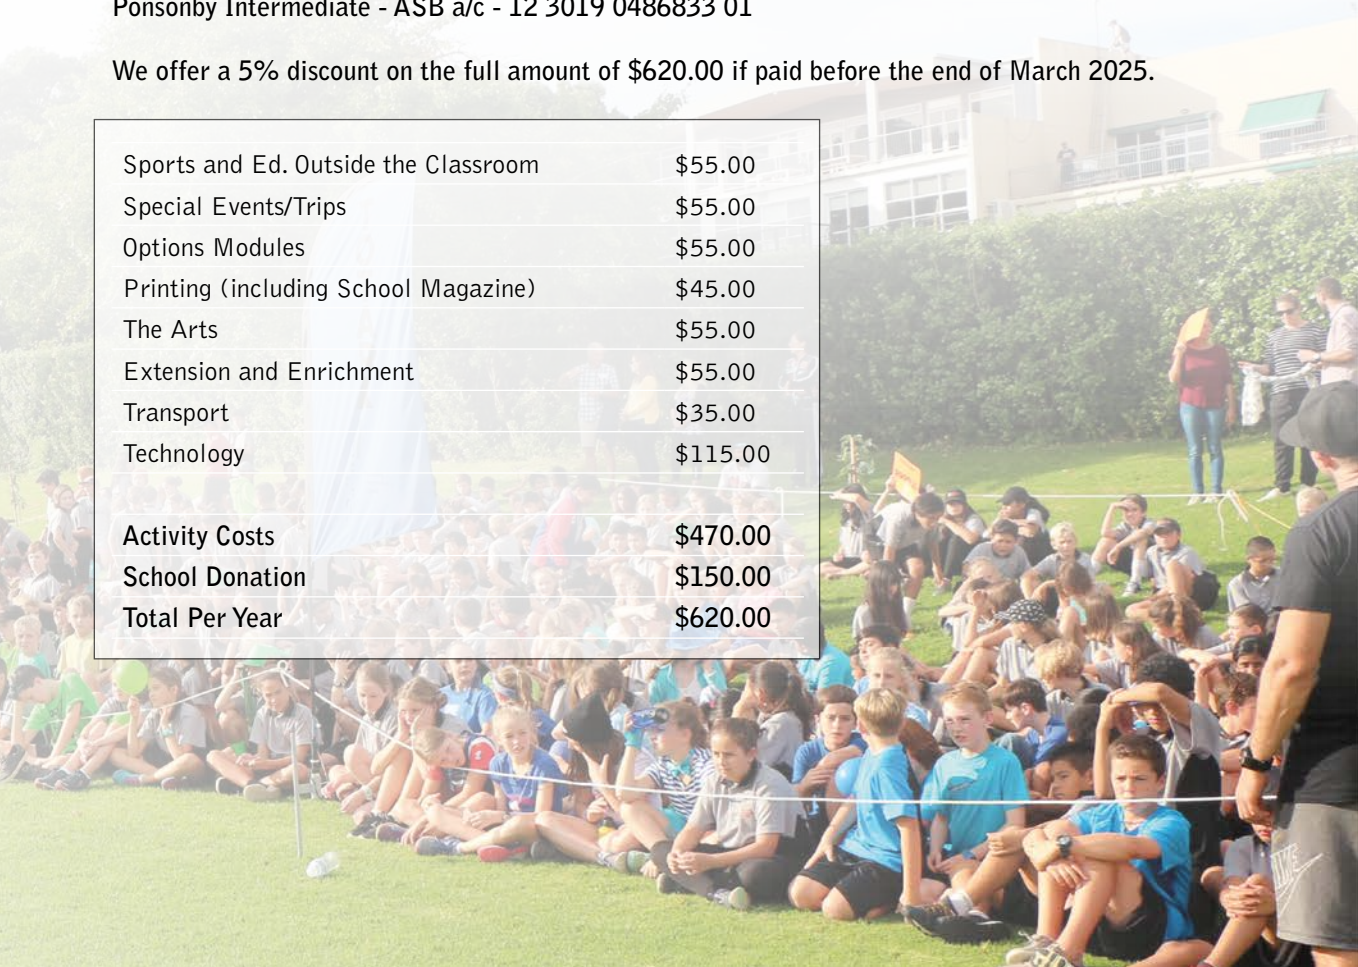 Ponsonby Intermediate - ASB a/c - 12 3019 0486833 01
We offer a 5% discount on the full amount of $620.00 if paid before the end of March 2025.
Sports and Ed. Outside the Classroom $55.00
Special Events/Trips $55.00
Options Modules $55.00
Printing (including School Magazine) $45.00
The Arts $55.00
Extension and Enrichment $55.00
Transport $35.00
Technology $115.00
Activity Costs $470.00
School Donation $150.00
Total Per Year $620.00